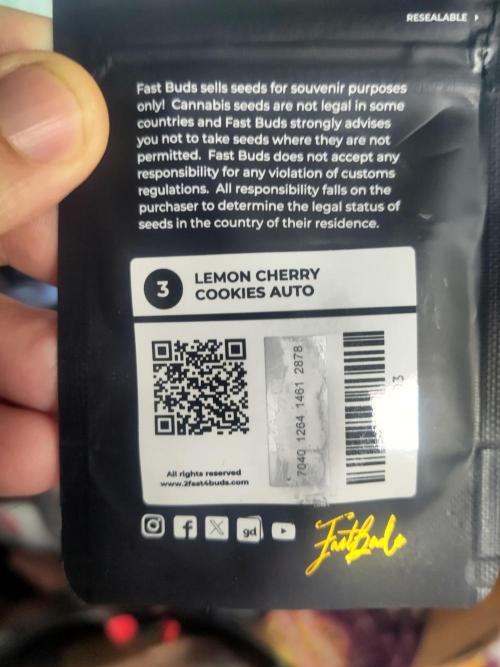 RESEALABLE
Fast Buds sells seeds for souvenir purposes
only! Cannabis seeds are not legal in some
countries and Fast Buds strongly advises
you not to take seeds where they are not
permitted. Fast Buds does not accept any
responsibility for any violation of customs
regulations. All responsibility falls on the
purchaser to determine the legal status of
seeds in the country of their residence.
3
LEMON CHERRY
COOKIES AUTO
7040 1264 1461 2878
All rights reserved
www.2fast4buds.com
gd
FastBuds